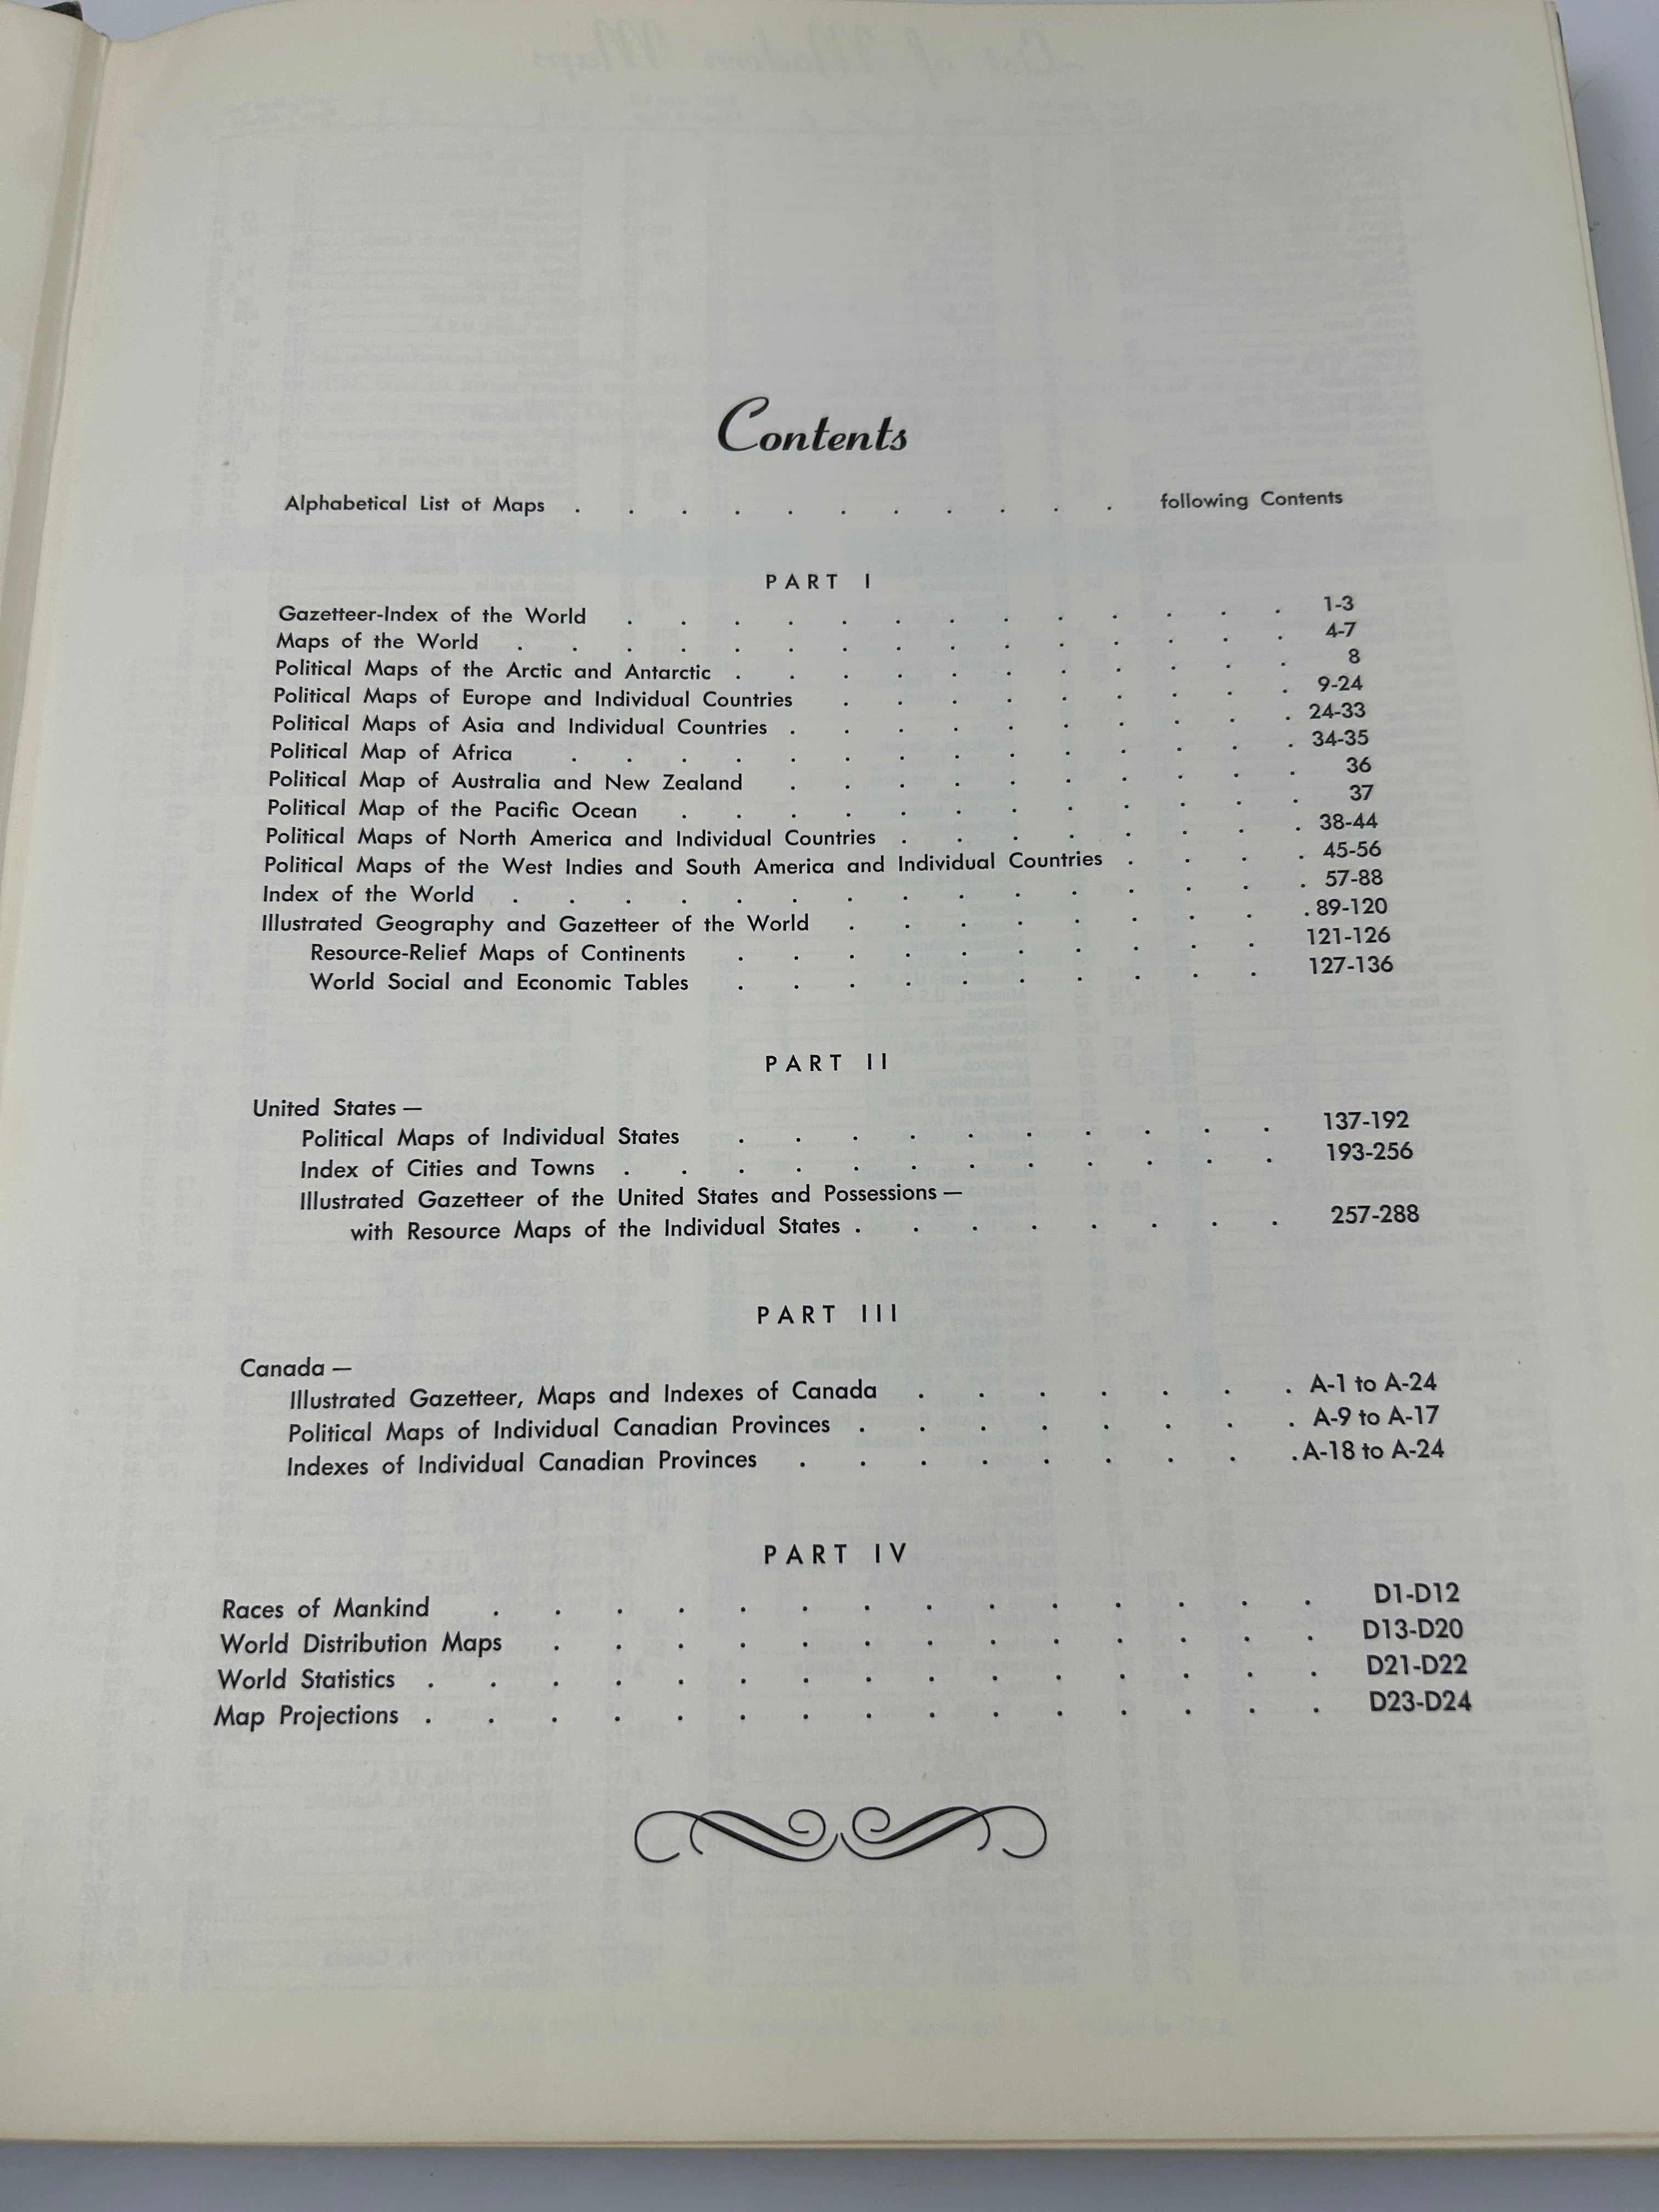 Contents
Alphabetical List of Maps . . . . . . . . . . . following Contents
PART I
Gazetteer-Index of the World . . . . . . . . . . . . . 1-3
Maps of the World . . . . . . . . . . . . . . . 4-7
Political Maps of the Arctic and Antarctic . . . . . . . . . . . 8
Political Maps of Europe and Individual Countries . . . . . . . . . 9-24
Political Maps of Asia and Individual Countries . . . . . . . . . . 24-33
Political Map of Africa . . . . . . . . . . . . . . 34-35
Political Map of Australia and New Zealand . . . . . . . . . . 36
Political Map of the Pacific Ocean . . . . . . . . . . . . 37
Political Maps of North America and Individual Countries . . . . . . . . 38-44
Political Maps of the West Indies and South America and Individual Countries . . . . 45-56
Index of the World . . . . . . . . . . . . . . . 57-88
Illustrated Geography and Gazetteer of the World . . . . . . . . . 89-120
Resource-Relief Maps of Continents . . . . . . . . . . 121-126
World Social and Economic Tables . . . . . . . . . . 127-136
PART II
United States —
Political Maps of Individual States . . . . . . . . . . 137-192
Index of Cities and Towns . . . . . . . . . . . . 193-256
Illustrated Gazetteer of the United States and Possessions —
with Resource Maps of the Individual States . . . . . . . . 257-288
PART III
Canada —
Illustrated Gazetteer, Maps and Indexes of Canada . . . . . . . A-1 to A-24
Political Maps of Individual Canadian Provinces . . . . . . . . A-9 to A-17
Indexes of Individual Canadian Provinces . . . . . . . . . A-18 to A-24
PART IV
Races of Mankind . . . . . . . . . . . . . . D1-D12
World Distribution Maps . . . . . . . . . . . . . D13-D20
World Statistics . . . . . . . . . . . . . . . D21-D22
Map Projections . . . . . . . . . . . . . . . D23-D24